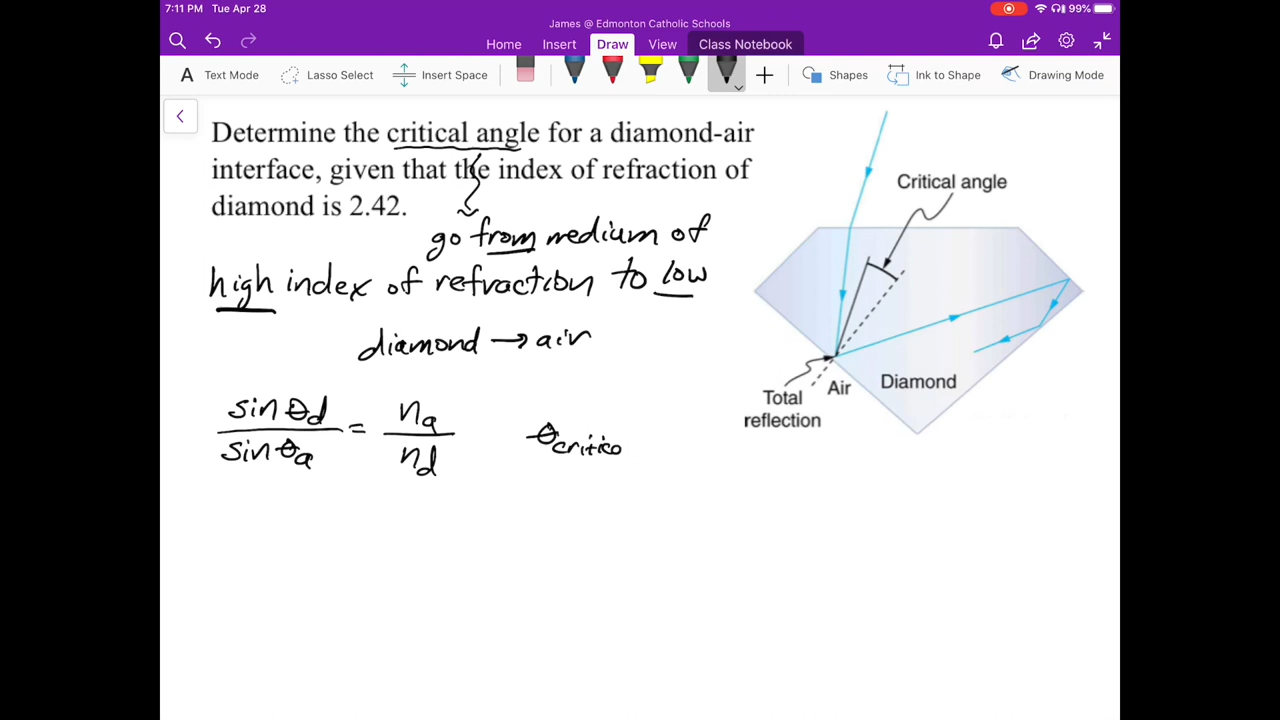 7:11 PM Tue Apr 28
99%
James @ Edmonton Catholic Schools
Home Insert Draw View Class Notebook
A Text Mode Lasso Select Insert Space Shapes Ink to Shape Drawing Mode
Determine the critical angle for a diamond-air
interface, given that the index of refraction of
diamond is 2.42.
go from medium of
high index of refraction to low
diamond → air
sin θd
sin θa
=
na
nd
θcritica
Critical angle
Total
reflection
Air
Diamond